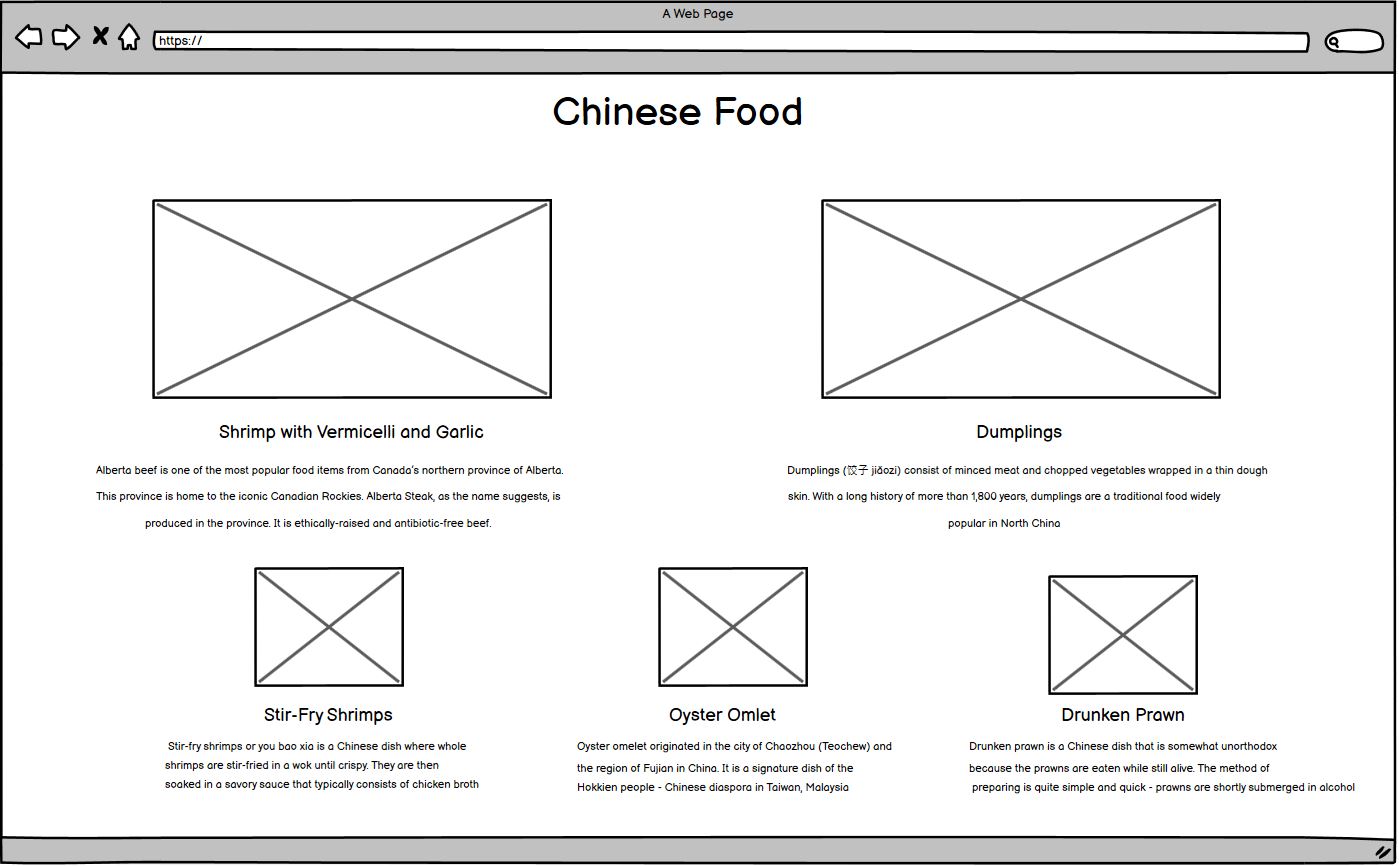 A Web Page
https://
Chinese Food
Shrimp with Vermicelli and Garlic
Alberta beef is one of the most popular food items from Canada's northern province of Alberta.
This province is home to the iconic Canadian Rockies. Alberta Steak, as the name suggests, is
produced in the province. It is ethically-raised and antibiotic-free beef.
Dumplings
Dumplings (饺子 jiǎozi) consist of minced meat and chopped vegetables wrapped in a thin dough
skin. With a long history of more than 1,800 years, dumplings are a traditional food widely
popular in North China
Stir-Fry Shrimps
Stir-fry shrimps or you bao xia is a Chinese dish where whole
shrimps are stir-fried in a wok until crispy. They are then
soaked in a savory sauce that typically consists of chicken broth
Oyster Omlet
Oyster omelet originated in the city of Chaozhou (Teochew) and
the region of Fujian in China. It is a signature dish of the
Hokkien people - Chinese diaspora in Taiwan, Malaysia
Drunken Prawn
Drunken prawn is a Chinese dish that is somewhat unorthodox
because the prawns are eaten while still alive. The method of
preparing is quite simple and quick - prawns are shortly submerged in alcohol